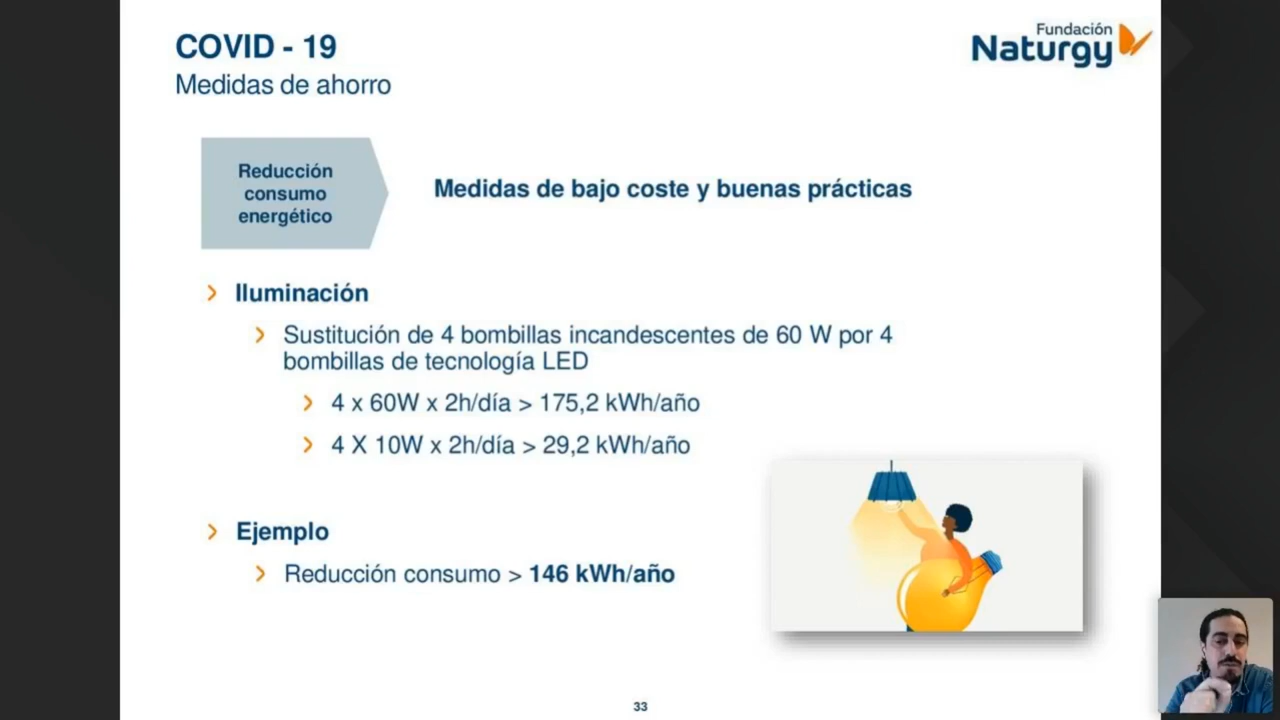 COVID - 19
Medidas de ahorro
Fundación
Naturgy
Reducción
consumo
energético
Medidas de bajo coste y buenas prácticas
Iluminación
Sustitución de 4 bombillas incandescentes de 60 W por 4
bombillas de tecnología LED
4 x 60W x 2h/día > 175,2 kWh/año
4 X 10W x 2h/día > 29,2 kWh/año
Ejemplo
Reducción consumo > 146 kWh/año
33